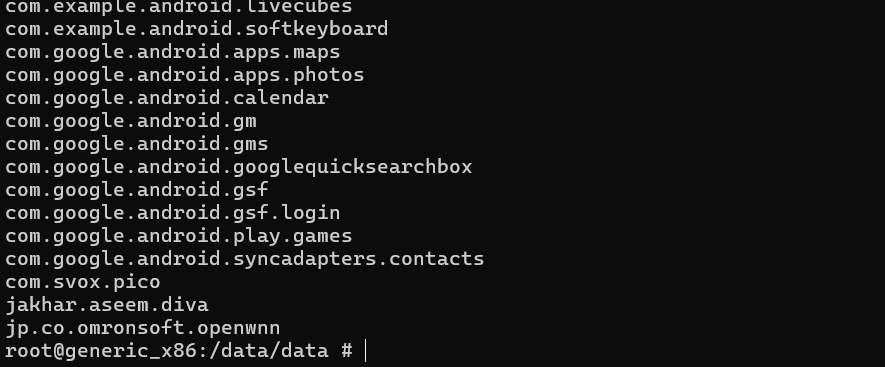 com.example.android.livecubes
com.example.android.softkeyboard
com.google.android.apps.maps
com.google.android.apps.photos
com.google.android.calendar
com.google.android.gm
com.google.android.gms
com.google.android.googlequicksearchbox
com.google.android.gsf
com.google.android.gsf.login
com.google.android.play.games
com.google.android.syncadapters.contacts
com.svox.pico
jakhar.aseem.diva
jp.co.omronsoft.openwnn
root@generic_x86:/data/data #